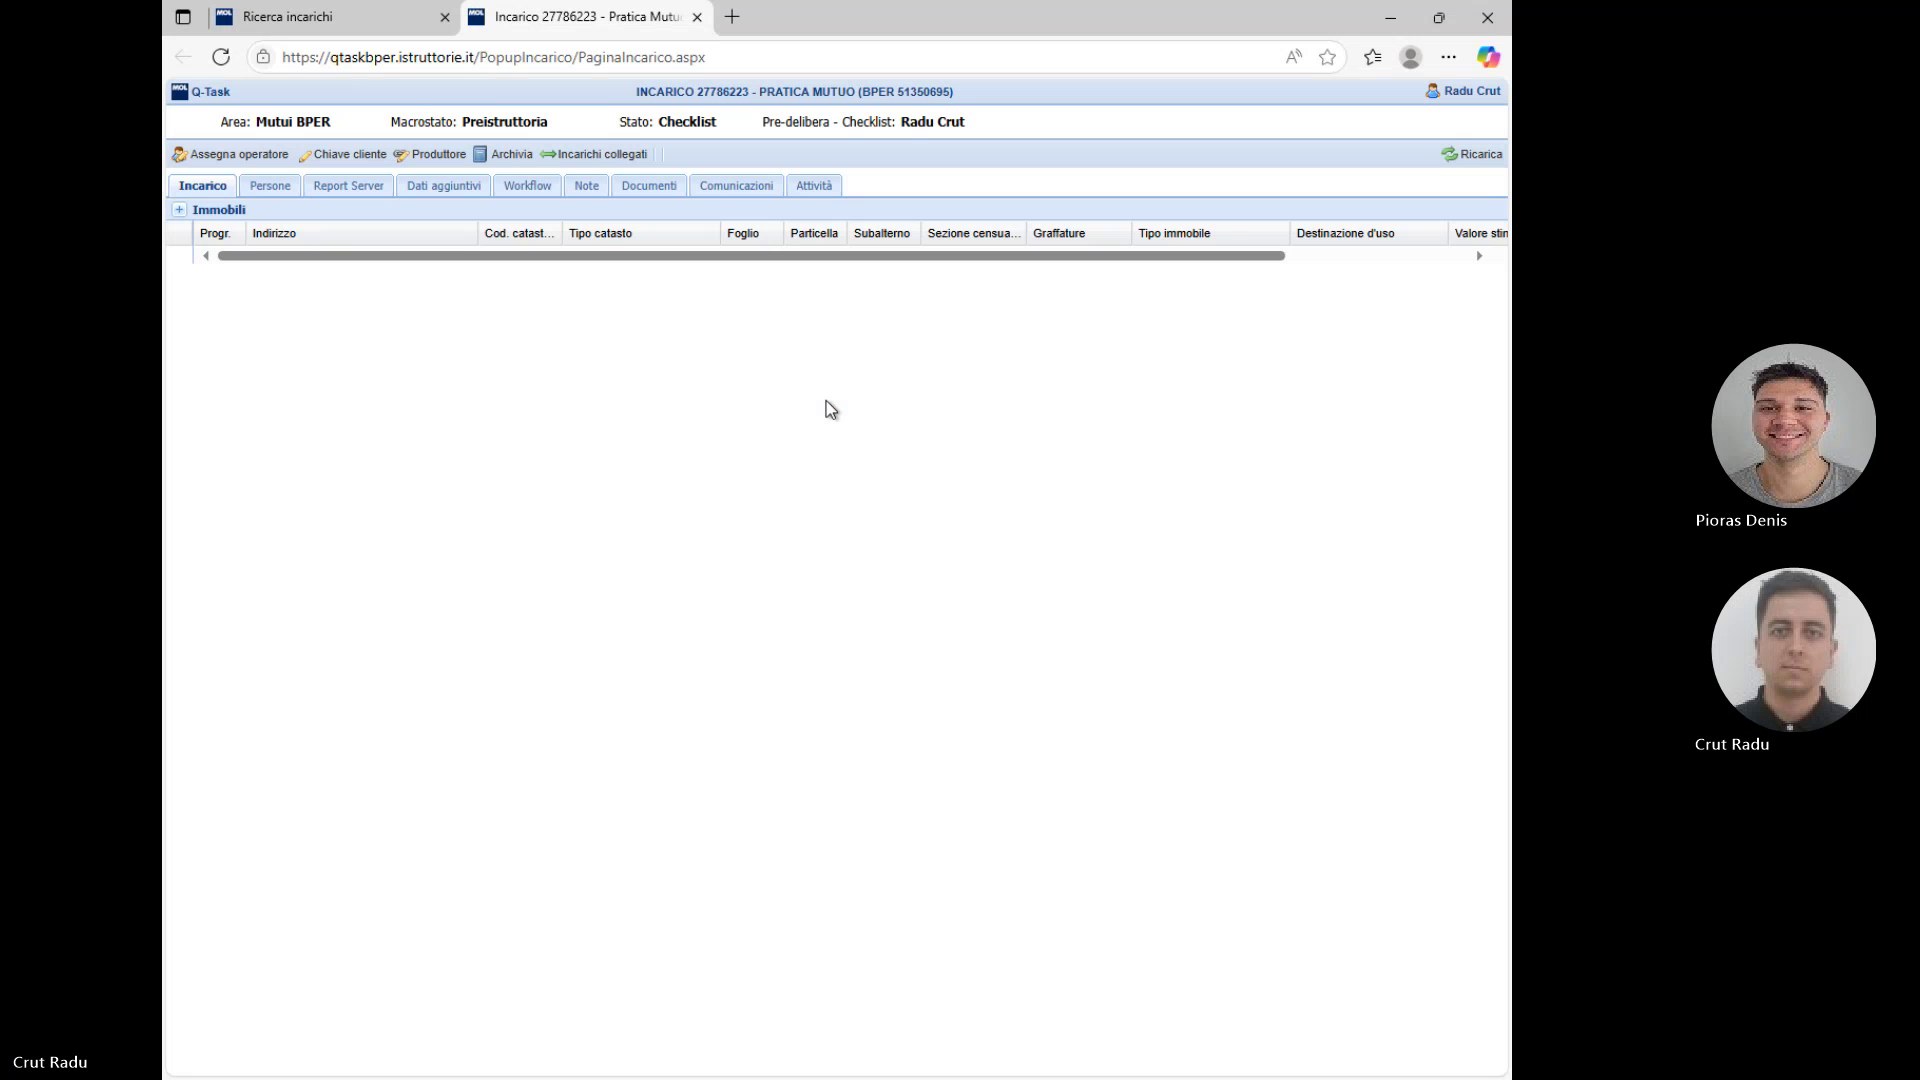 Ricerca incarichi
Incarico 27786223 - Pratica Mutu
https://qtaskbper.istruttorie.it/PopupIncarico/PaginaIncarico.aspx
MOL Q-Task
INCARICO 27786223 - PRATICA MUTUO (BPER 51350695)
Radu Crut
Area: Mutui BPER
Macrostato: Preistruttoria
Stato: Checklist
Pre-delibera - Checklist: Radu Crut
Assegna operatore
Chiave cliente
Produttore
Archivia
Incarichi collegati
Ricarica
Incarico
Persone
Report Server
Dati aggiuntivi
Workflow
Note
Documenti
Comunicazioni
Attività
Immobili
Progr.
Indirizzo
Cod. catast...
Tipo catasto
Foglio
Particella
Subalterno
Sezione censua...
Graffature
Tipo immobile
Destinazione d'uso
Valore stin
Pioras Denis
Crut Radu
Crut Radu